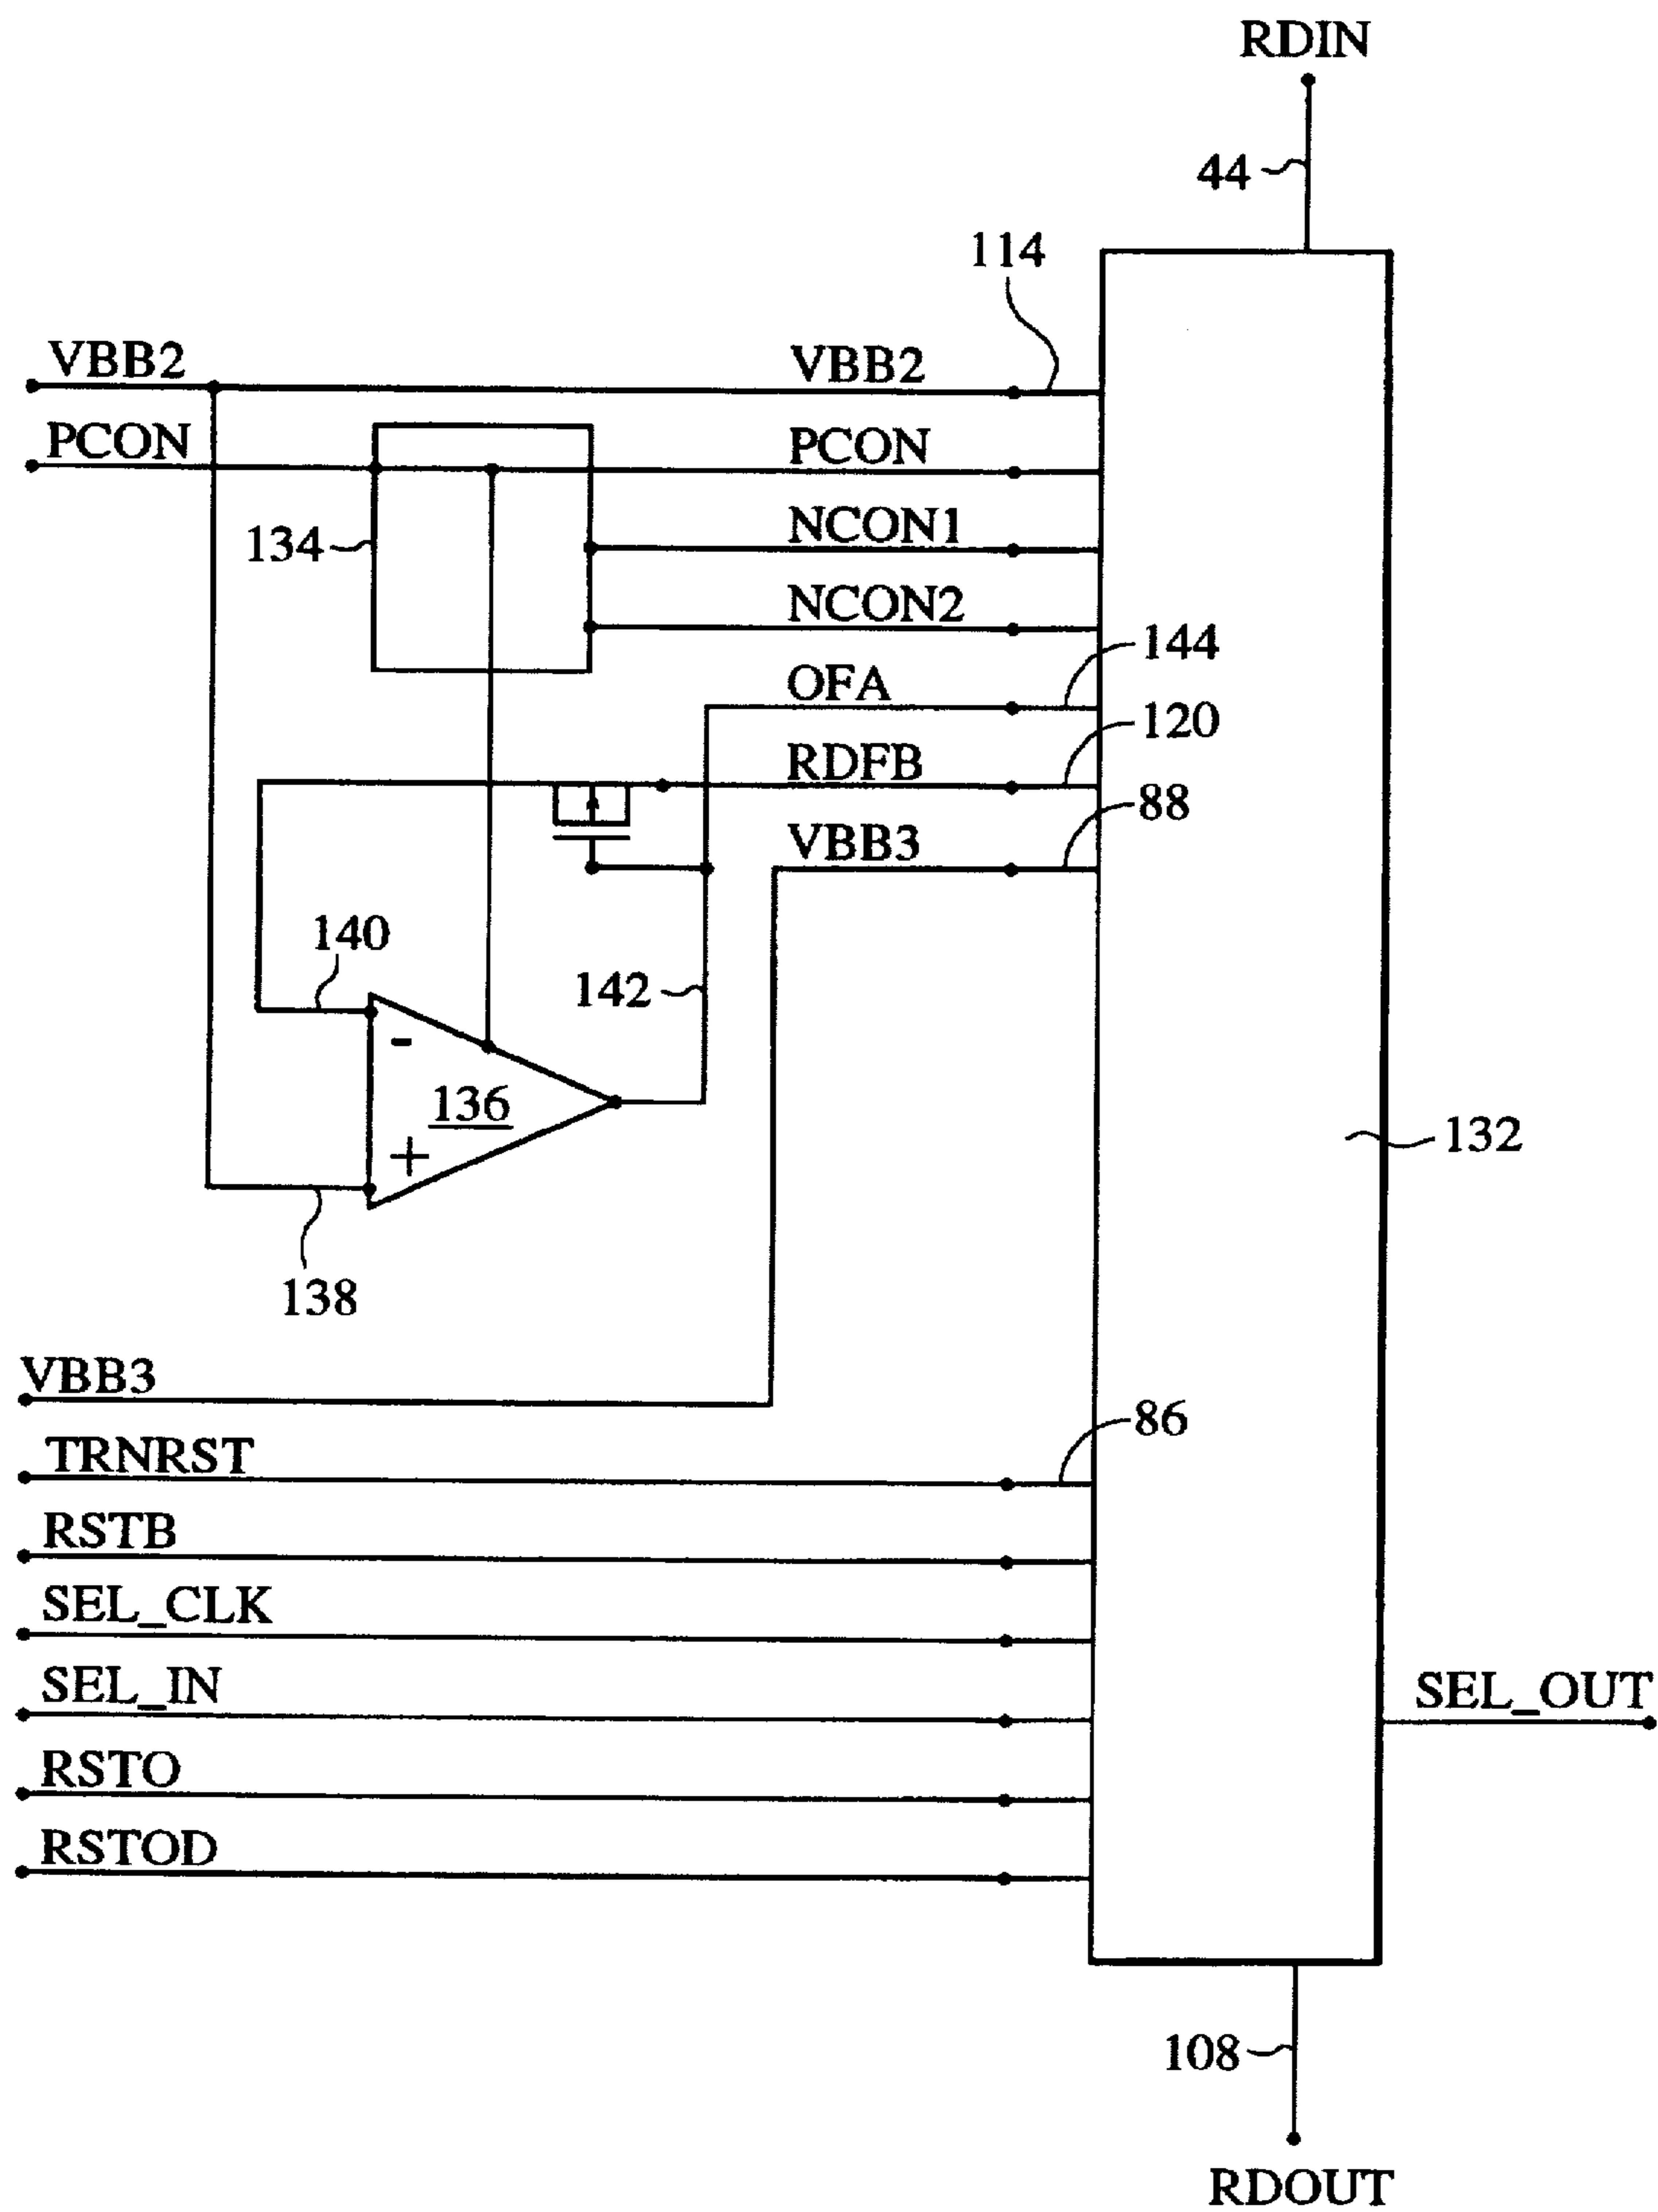 RDIN
44
114
VBB2 VBB2
PCON PCON
134 NCON1
NCON2
144
OFA
120
RDFB
88
VBB3
140
142
-
136
132
+
138
VBB3
86
TRNRST
RSTB
SEL_CLK
SEL_IN SEL_OUT
RSTO
RSTOD
108
RDOUT